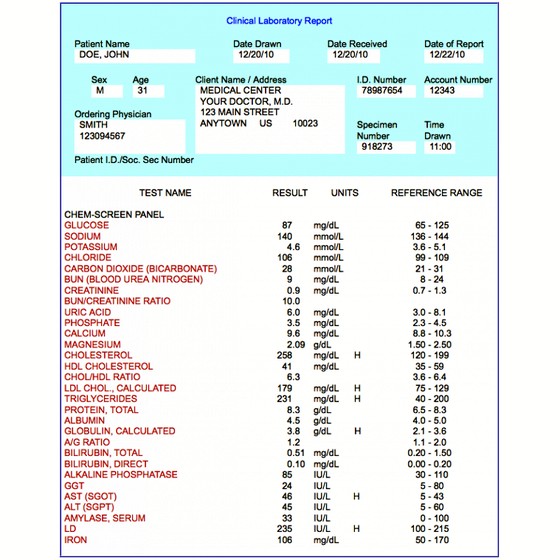 Clinical Laboratory Report
Patient Name Date Drawn Date Received Date of Report
DOE, JOHN 12/20/10 12/20/10 12/22/10
Sex Age Client Name / Address I.D. Number Account Number
M 31 MEDICAL CENTER 78987654 12343
YOUR DOCTOR, M.D.
Ordering Physician 123 MAIN STREET
SMITH ANYTOWN US 10023 Specimen Time
123094567 Number Drawn
918273 11:00
Patient I.D./Soc. Sec Number
TEST NAME RESULT UNITS REFERENCE RANGE
CHEM-SCREEN PANEL
GLUCOSE 87 mg/dL 65 - 125
SODIUM 140 mmol/L 136 - 144
POTASSIUM 4.6 mmol/L 3.6 - 5.1
CHLORIDE 106 mmol/L 99 - 109
CARBON DIOXIDE (BICARBONATE) 28 mmol/L 21 - 31
BUN (BLOOD UREA NITROGEN) 9 mg/dL 8 - 24
CREATININE 0.9 mg/dL 0.7 - 1.3
BUN/CREATININE RATIO 10.0
URIC ACID 6.0 mg/dL 3.0 - 8.1
PHOSPHATE 3.5 mg/dL 2.3 - 4.5
CALCIUM 9.6 mg/dL 8.8 - 10.3
MAGNESIUM 2.09 g/dL 1.50 - 2.50
CHOLESTEROL 258 mg/dL H 120 - 199
HDL CHOLESTEROL 41 mg/dL 35 - 59
CHOL/HDL RATIO 6.3 3.6 - 6.4
LDL CHOL., CALCULATED 179 mg/dL H 75 - 129
TRIGLYCERIDES 231 mg/dL H 40 - 200
PROTEIN, TOTAL 8.3 g/dL 6.5 - 8.3
ALBUMIN 4.5 g/dL 4.0 - 5.0
GLOBULIN, CALCULATED 3.8 g/dL H 2.1 - 3.6
A/G RATIO 1.2 1.1 - 2.0
BILIRUBIN, TOTAL 0.51 mg/dL 0.20 - 1.50
BILIRUBIN, DIRECT 0.10 mg/dL 0.00 - 0.20
ALKALINE PHOSPHATASE 85 IU/L 30 - 110
GGT 24 IU/L 5 - 80
AST (SGOT) 46 IU/L H 5 - 43
ALT (SGPT) 45 IU/L 5 - 60
AMYLASE, SERUM 33 IU/L 0 - 100
LD 235 IU/L H 100 - 215
IRON 106 mg/dL 50 - 170